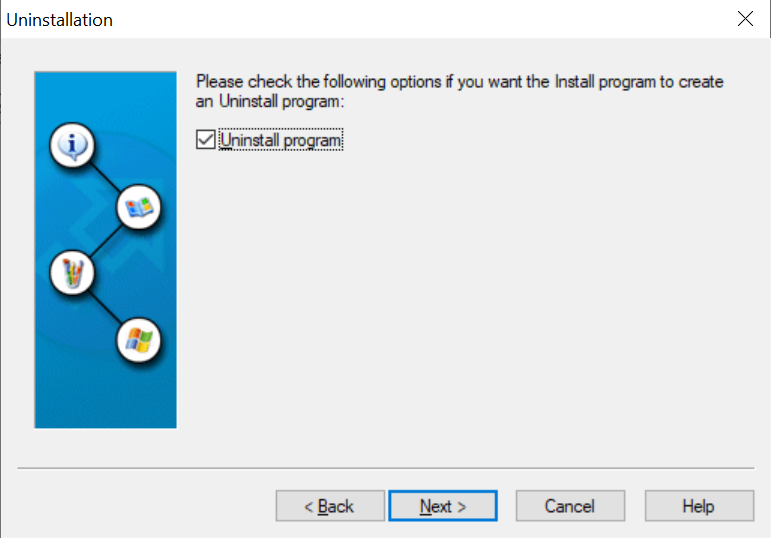 Uninstallation
Please check the following options if you want the Install program to create
an Uninstall program:
Uninstall program
< Back
Next >
Cancel
Help